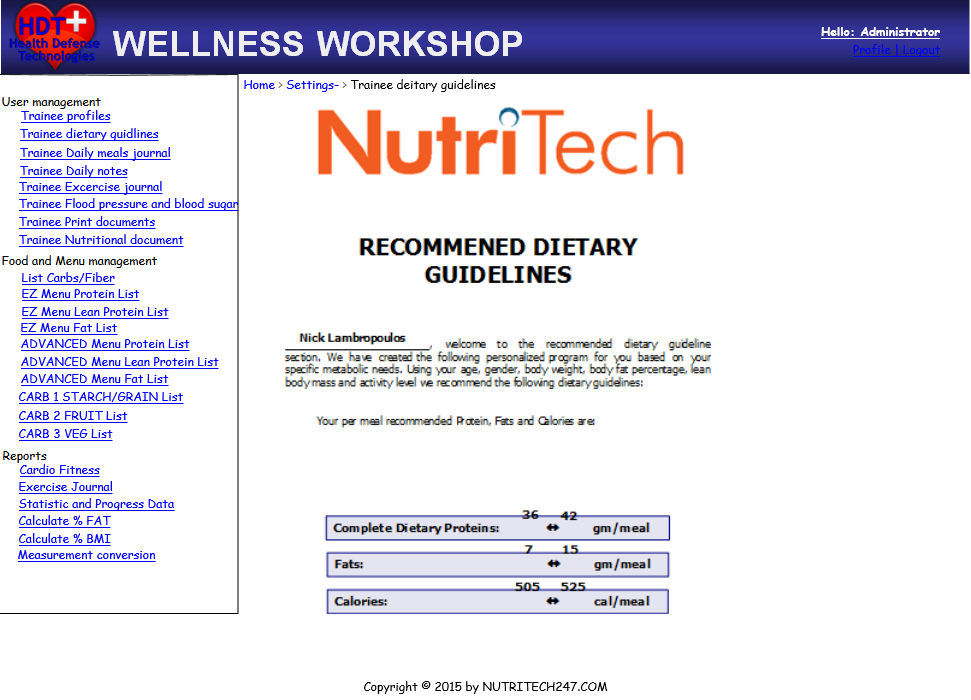 HDT+
Health Defense
Technologies
WELLNESS WORKSHOP
Hello: Administrator
Profile | Logout
Home > Settings- > Trainee deitary guidelines
User management
Trainee profiles
Trainee dietary guidlines
Trainee Daily meals journal
Trainee Daily notes
Trainee Excercise journal
Trainee Flood pressure and blood sugar
Trainee Print documents
Trainee Nutritional document
Food and Menu management
List Carbs/Fiber
EZ Menu Protein List
EZ Menu Lean Protein List
EZ Menu Fat List
ADVANCED Menu Protein List
ADVANCED Menu Lean Protein List
ADVANCED Menu Fat List
CARB 1 STARCH/GRAIN List
CARB 2 FRUIT List
CARB 3 VEG List
Reports
Cardio Fitness
Exercise Journal
Statistic and Progress Data
Calculate % FAT
Calculate % BMI
Measurement conversion
NutriTech
RECOMMENED DIETARY
GUIDELINES
Nick Lambropoulos, welcome to the recommended dietary guideline
section. We have created the following personalized program for you based on your
specific metabolic needs. Using your age, gender, body weight, body fat percentage, lean
body mass and activity level we recommend the following dietary guidelines:
Your per meal recommended Protein, Fats and Calories are:
Complete Dietary Proteins: 36 ⬌ 42 gm/meal
Fats: 7 ⬌ 15 gm/meal
Calories: 505 ⬌ 525 cal/meal
Copyright © 2015 by NUTRITECH247.COM